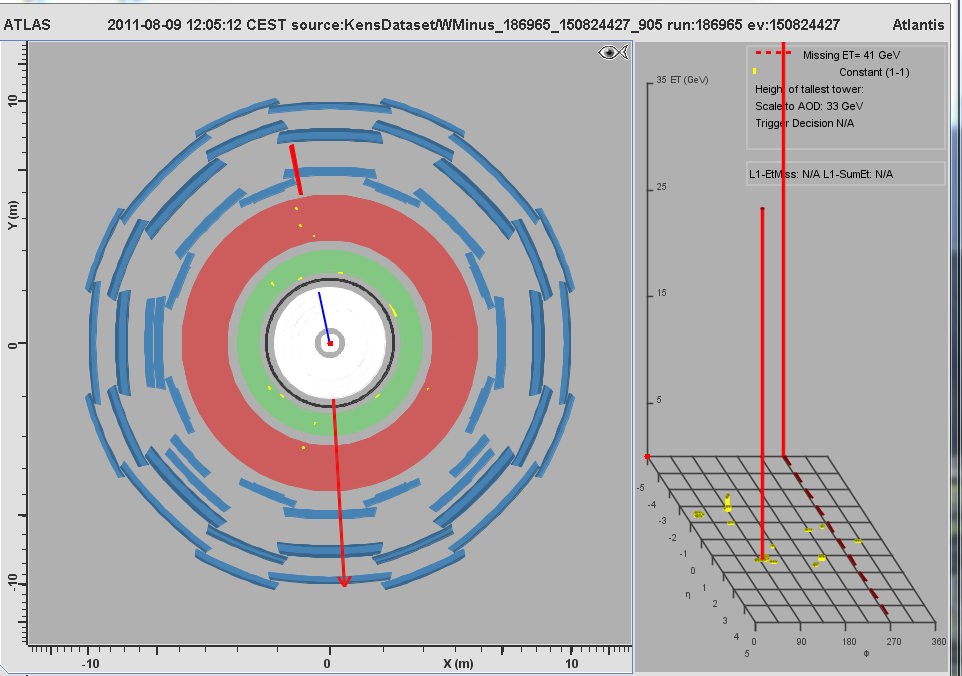 ATLAS 2011-08-09 12:05:12 CEST source:KensDataset/WMinus_186965_150824427_905 run:186965 ev:150824427 Atlantis
Missing ET= 41 GeV
Constant (1-1)
Height of tallest tower:
Scale to AOD: 33 GeV
Trigger Decision N/A
L1-EtMiss: N/A L1-SumEt: N/A
10
Y (m)
0
-10
-10 0 X (m) 10
35 ET (GeV)
25
15
5
-5
-4
-3
-2
-1
0
η 1
2
3
4
5
0 90 180 270 360
Φ